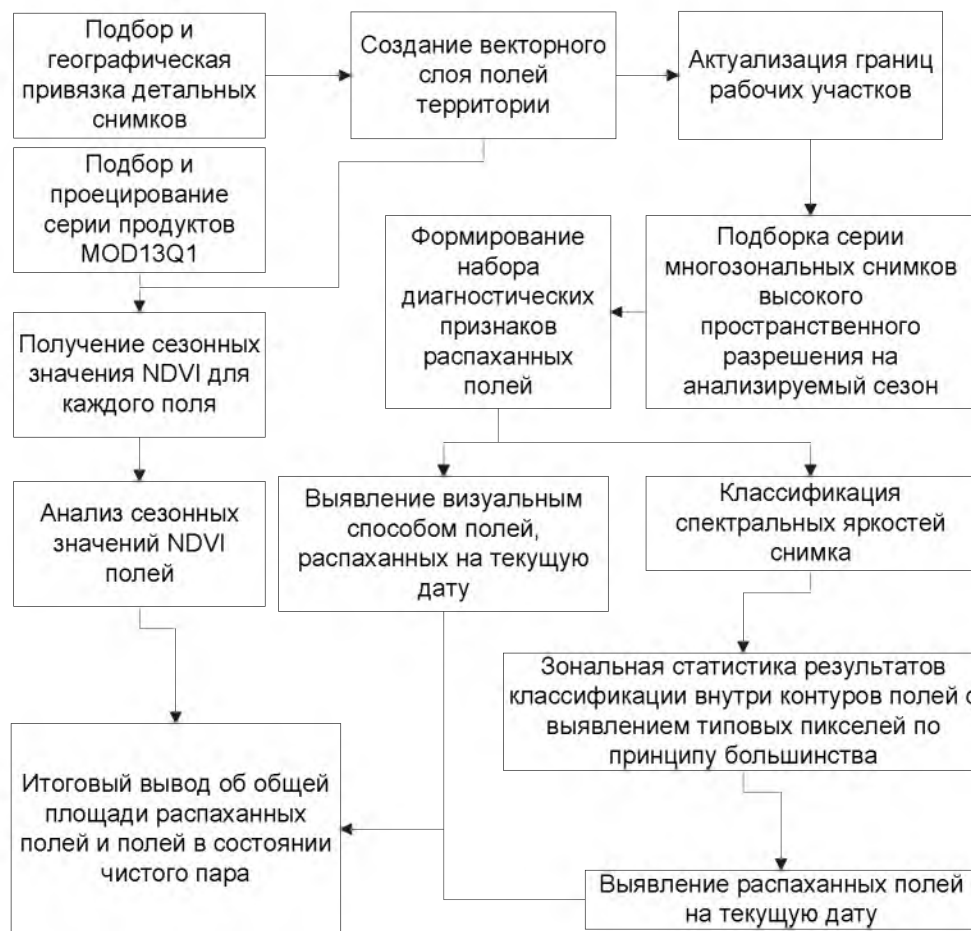 Подбор и
географическая
привязка детальных
снимков
Создание векторного
слоя полей
территории
Актуализация границ
рабочих участков
Подбор и
проецирование
серии продуктов
MOD13Q1
Формирование
набора
диагностических
признаков
распаханных
полей
Подборка серии
многозональных снимков
высокого
пространственного
разрешения на
анализируемый сезон
Получение сезонных
значения NDVI для
каждого поля
Анализ сезонных
значений NDVI
полей
Выявление визуальным
способом полей,
распаханных на текущую
дату
Классификация
спектральных яркостей
снимка
Зональная статистика результатов
классификации внутри контуров полей с
выявлением типовых пикселей по
принципу большинства
Итоговый вывод об общей
площади распаханных
полей и полей в состоянии
чистого пара
Выявление распаханных полей
на текущую дату